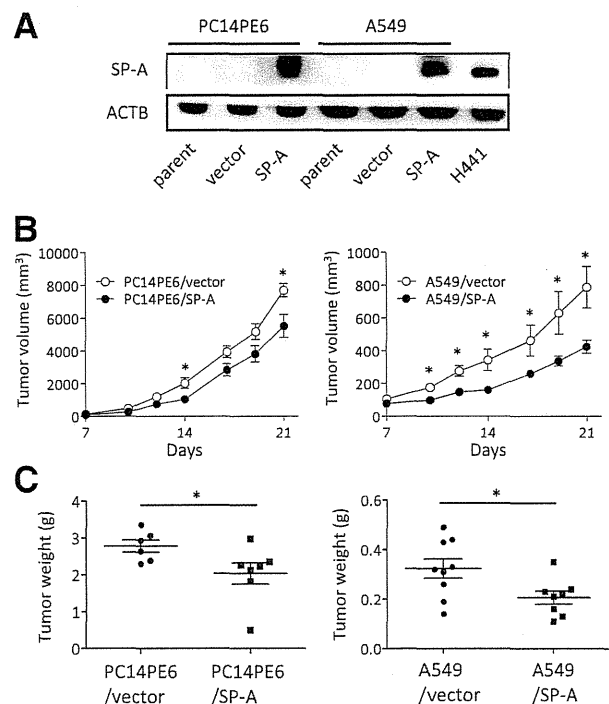 A
PC14PE6 A549
SP-A
ACTB
parent vector SP-A parent vector SP-A H441
B
Tumor volume (mm³)
10000
8000
6000
4000
2000
0
PC14PE6/vector
PC14PE6/SP-A
*
*
7 14 21
Days
Tumor volume (mm³)
1000
800
600
400
200
0
A549/vector
A549/SP-A
* * * * * *
7 14 21
Days
C
Tumor weight (g)
4
3
2
1
0
*
PC14PE6 PC14PE6
/vector /SP-A
Tumor weight (g)
0.6
0.4
0.2
0.0
*
A549 A549
/vector /SP-A